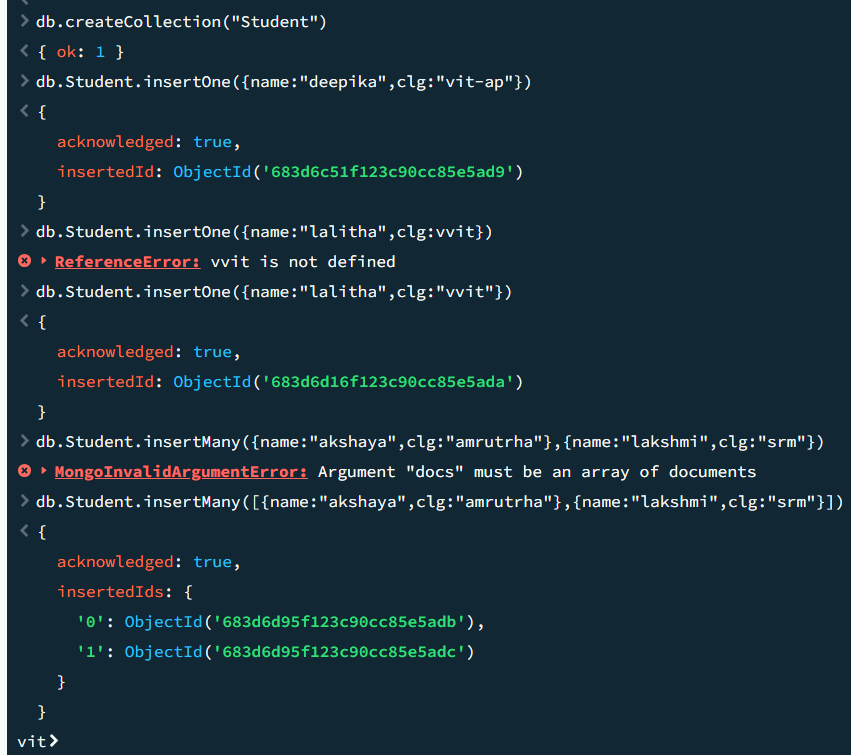 > db.createCollection("Student")
< { ok: 1 }
> db.Student.insertOne({name:"deepika",clg:"vit-ap"})
< {
acknowledged: true,
insertedId: ObjectId('683d6c51f123c90cc85e5ad9')
}
> db.Student.insertOne({name:"lalitha",clg:vvit})
ReferenceError: vvit is not defined
> db.Student.insertOne({name:"lalitha",clg:"vvit"})
< {
acknowledged: true,
insertedId: ObjectId('683d6d16f123c90cc85e5ada')
}
> db.Student.insertMany({name:"akshaya",clg:"amrutrha"},{name:"lakshmi",clg:"srm"})
MongoInvalidArgumentError: Argument "docs" must be an array of documents
> db.Student.insertMany([{name:"akshaya",clg:"amrutrha"},{name:"lakshmi",clg:"srm"}])
< {
acknowledged: true,
insertedIds: {
'0': ObjectId('683d6d95f123c90cc85e5adb'),
'1': ObjectId('683d6d95f123c90cc85e5adc')
}
}
vit>